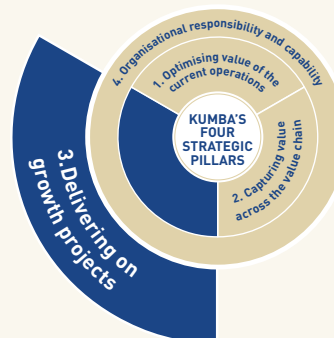 4. Organisational responsibility and capability
1. Optimising value of the
current operations
KUMBA'S
FOUR
STRATEGIC
PILLARS
2. Capturing value
across the value chain
3.Delivering on
growth projects